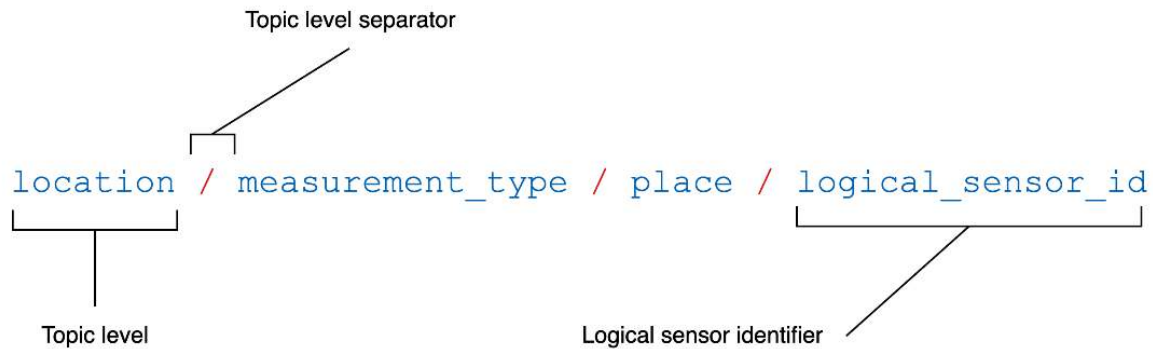 Topic level separator
location / measurement_type / place / logical_sensor_id
Topic level
Logical sensor identifier